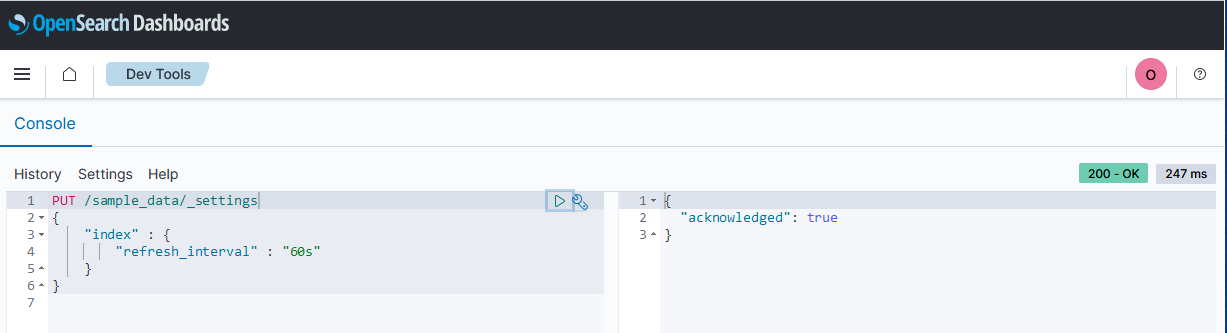 OpenSearch Dashboards
Dev Tools
O
?
Console
History Settings Help
200 - OK 247 ms
1 PUT /sample_data/_settings
2 {
3 "index" : {
4 "refresh_interval" : "60s"
5 }
6 }
7
1 {
2 "acknowledged": true
3 }